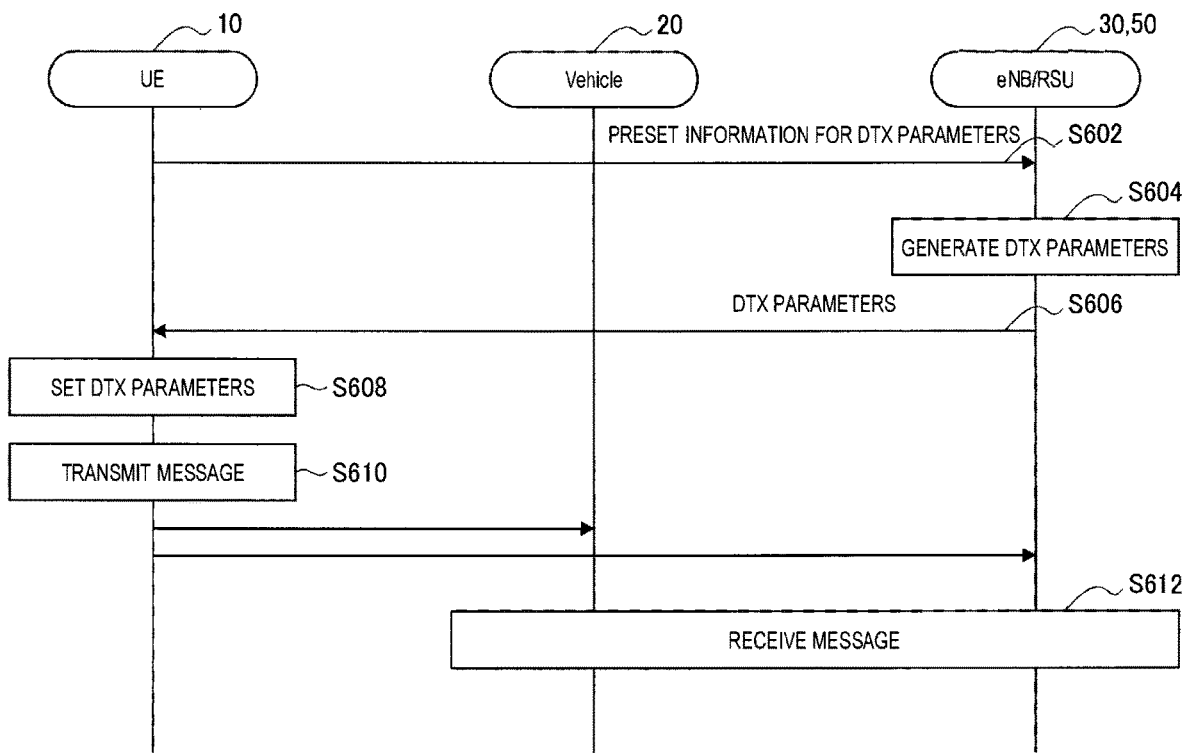 10
20
30,50
UE
Vehicle
eNB/RSU
PRESET INFORMATION FOR DTX PARAMETERS
S602
S604
GENERATE DTX PARAMETERS
DTX PARAMETERS
S606
SET DTX PARAMETERS
S608
TRANSMIT MESSAGE
S610
S612
RECEIVE MESSAGE